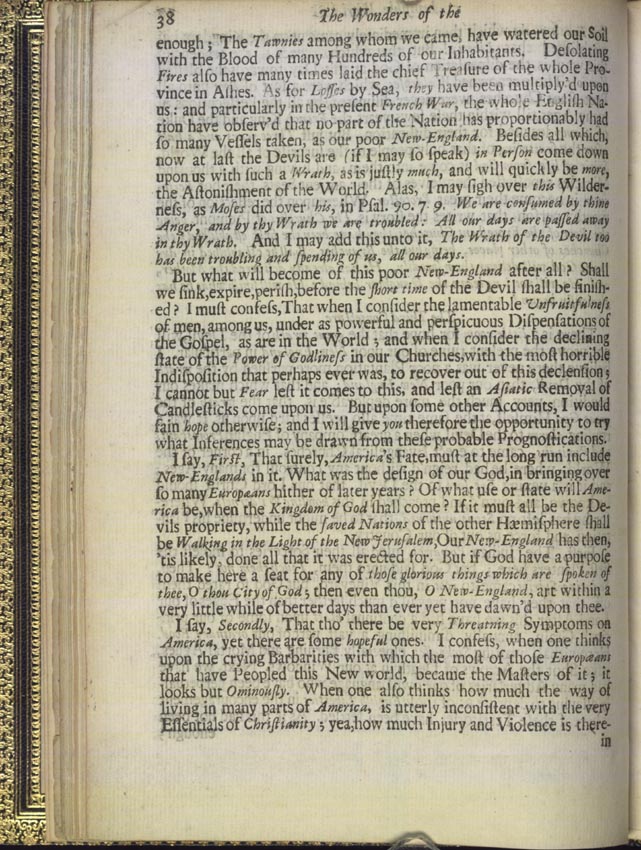 38 The Wonders of the
enough; The Tawnies among whom we came, have watered our Soil
with the Blood of many Hundreds of our Inhabitants. Deſolating
Fires alſo have many times laid the chief Treaſure of the whole Pro-
vince in Aſhes. As for Loſſes by Sea, they have been multiply'd upon
us: and particularly in the preſent French War, the whole Engliſh Na-
tion have obſerv'd that no part of the Nation has proportionably had
ſo many Veſſels taken, as our poor New-England. Beſides all which,
now at laſt the Devils are (if I may ſo ſpeak) in Perſon come down
upon us with ſuch a Wrath, as is juſtly much, and will quickly be more,
the Aſtoniſhment of the World. Alas, I may ſigh over this Wilder-
neſs, as Moſes did over his, in Pſal. 90. 7. 9. We are conſumed by thine
Anger, and by thy Wrath we are troubled: All our days are paſſed away
in thy Wrath. And I may add this unto it, The Wrath of the Devil too
has been troubling and ſpending of us, all our days.
But what will become of this poor New-England after all? Shall
we ſink, expire, periſh, before the ſhort time of the Devil ſhall be finiſh-
ed? I muſt confeſs, That when I conſider the lamentable Unfruitfulneſs
of men, among us, under as powerful and perſpicuous Diſpenſations of
the Goſpel, as are in the World; and when I conſider the declining
ſtate of the Power of Godlineſs in our Churches, with the moſt horrible
Indiſpoſition that perhaps ever was, to recover out of this declenſion;
I cannot but Fear leſt it comes to this, and leſt an Aſiatic Removal of
Candleſticks come upon us. But upon ſome other Accounts, I would
fain hope otherwiſe; and I will give you therefore the opportunity to try
what Inferences may be drawn from theſe probable Prognoſtications.
I ſay, Firſt, That ſurely, America's Fate, muſt at the long run include
New-Englands in it. What was the deſign of our God, in bringing over
ſo many Europæans hither of later years? Of what uſe or ſtate will Ame-
rica be, when the Kingdom of God ſhall come? If it muſt all be the De-
vils propriety, while the ſaved Nations of the other Hæmiſphere ſhall
be Walking in the Light of the New Jeruſalem, Our New-England has then,
'tis likely, done all that it was erected for. But if God have a purpoſe
to make here a ſeat for any of thoſe glorious things which are ſpoken of
thee, O thou City of God; then even thou, O New-England, art within a
very little while of better days than ever yet have dawn'd upon thee.
I ſay, Secondly, That tho' there be very Threatning Symptoms on
America, yet there are ſome hopeful ones. I confeſs, when one thinks
upon the crying Barbarities with which the moſt of thoſe Europæans
that have Peopled this New world, became the Maſters of it; it
looks but Ominouſly. When one alſo thinks how much the way of
living in many parts of America, is utterly inconſiſtent with the very
Eſſentials of Chriſtianity; yea, how much Injury and Violence is there-
in